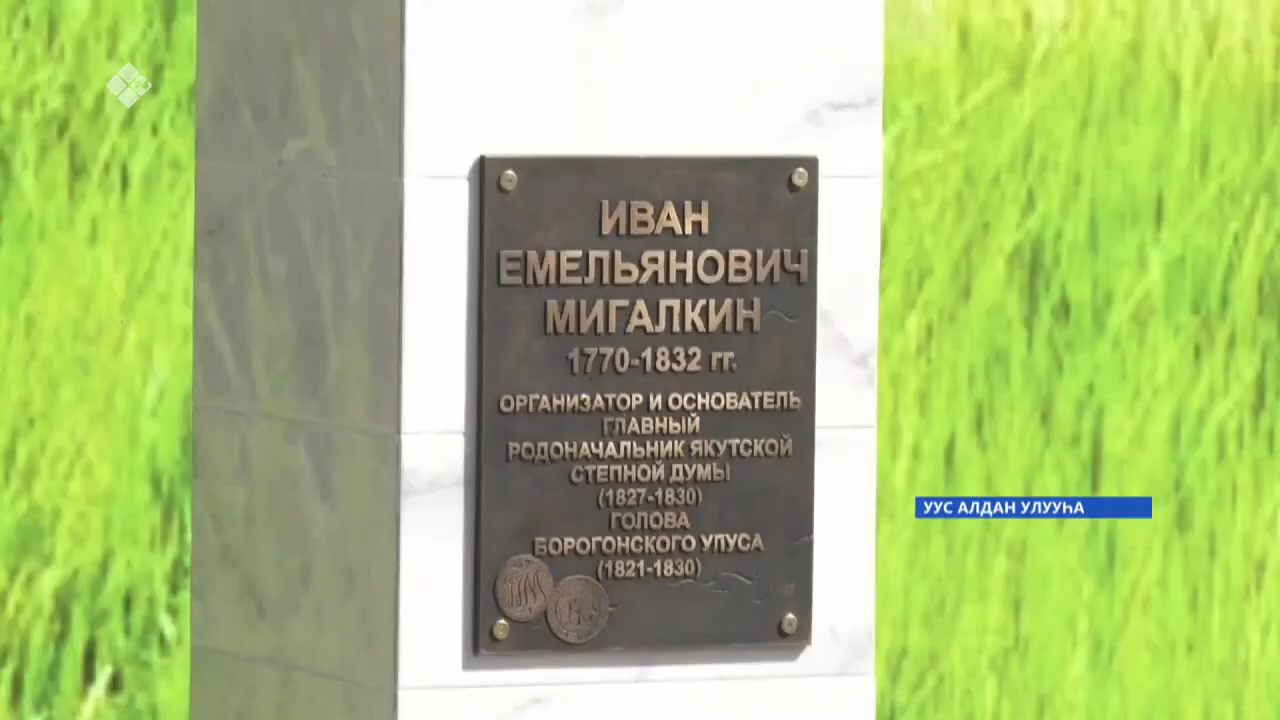 ИВАН
ЕМЕЛЬЯНОВИЧ
МИГАЛКИН
1770-1832 гг.
ОРГАНИЗАТОР И ОСНОВАТЕЛЬ
ГЛАВНЫЙ
РОДОНАЧАЛЬНИК ЯКУТСКОЙ
СТЕПНОЙ ДУМЫ
(1827-1830)
ГОЛОВА
БОРОГОНСКОГО УЛУСА
(1821-1830)
УУС АЛДАН УЛУУҺА